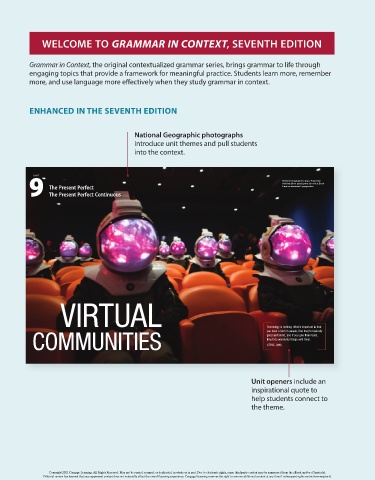 WELCOME TO GRAMMAR IN CONTEXT, SEVENTH EDITION
Grammar in Context, the original contextualized grammar series, brings grammar to life through
engaging topics that provide a framework for meaningful practice. Students learn more, remember
more, and use language more effectively when they study grammar in context.
ENHANCED IN THE SEVENTH EDITION
National Geographic photographs
introduce unit themes and pull students
into the context.
9
The Present Perfect
The Present Perfect Continuous
VIRTUAL
COMMUNITIES
Unit openers include an
inspirational quote to
help students connect to
the theme.